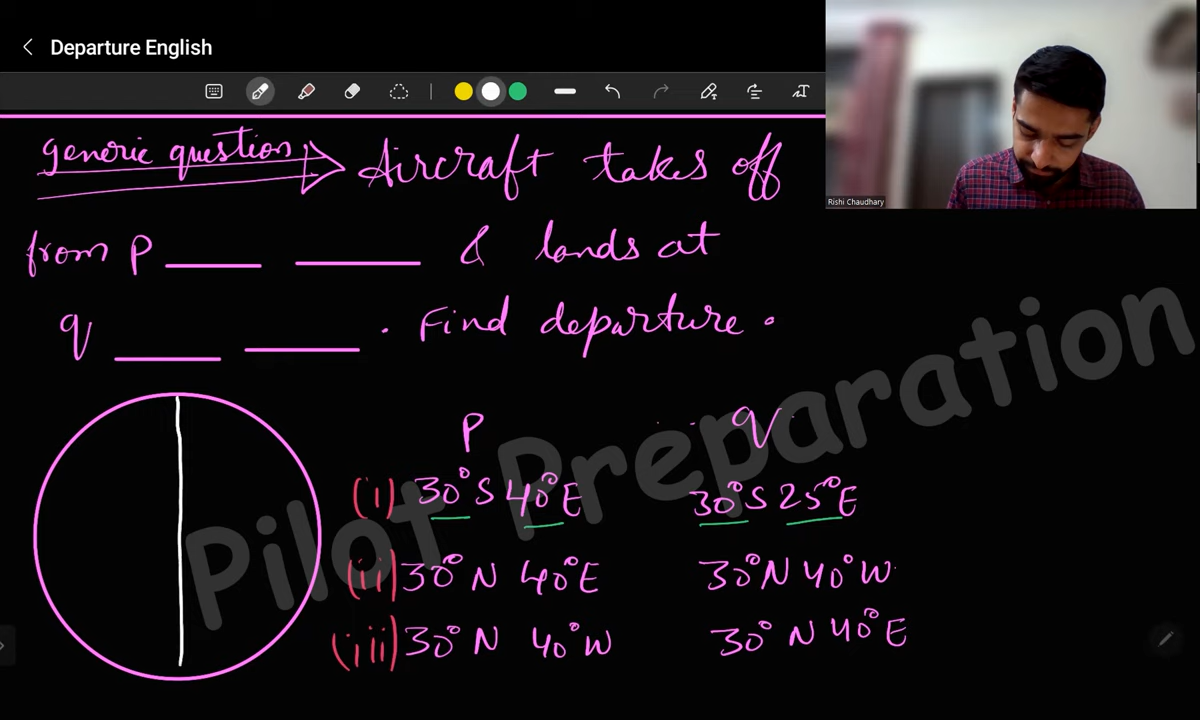 Departure English
generic question Aircraft takes off
Rishi Chaudhary
from P ____ ____ & lands at
q ____ ____ . Find departure.
P q
(i) 30°S 40°E 30°S 25°E
(ii) 30°N 40°E 30°N 40°W
(iii) 30°N 40°W 30°N 40°E
Pilot Preparation